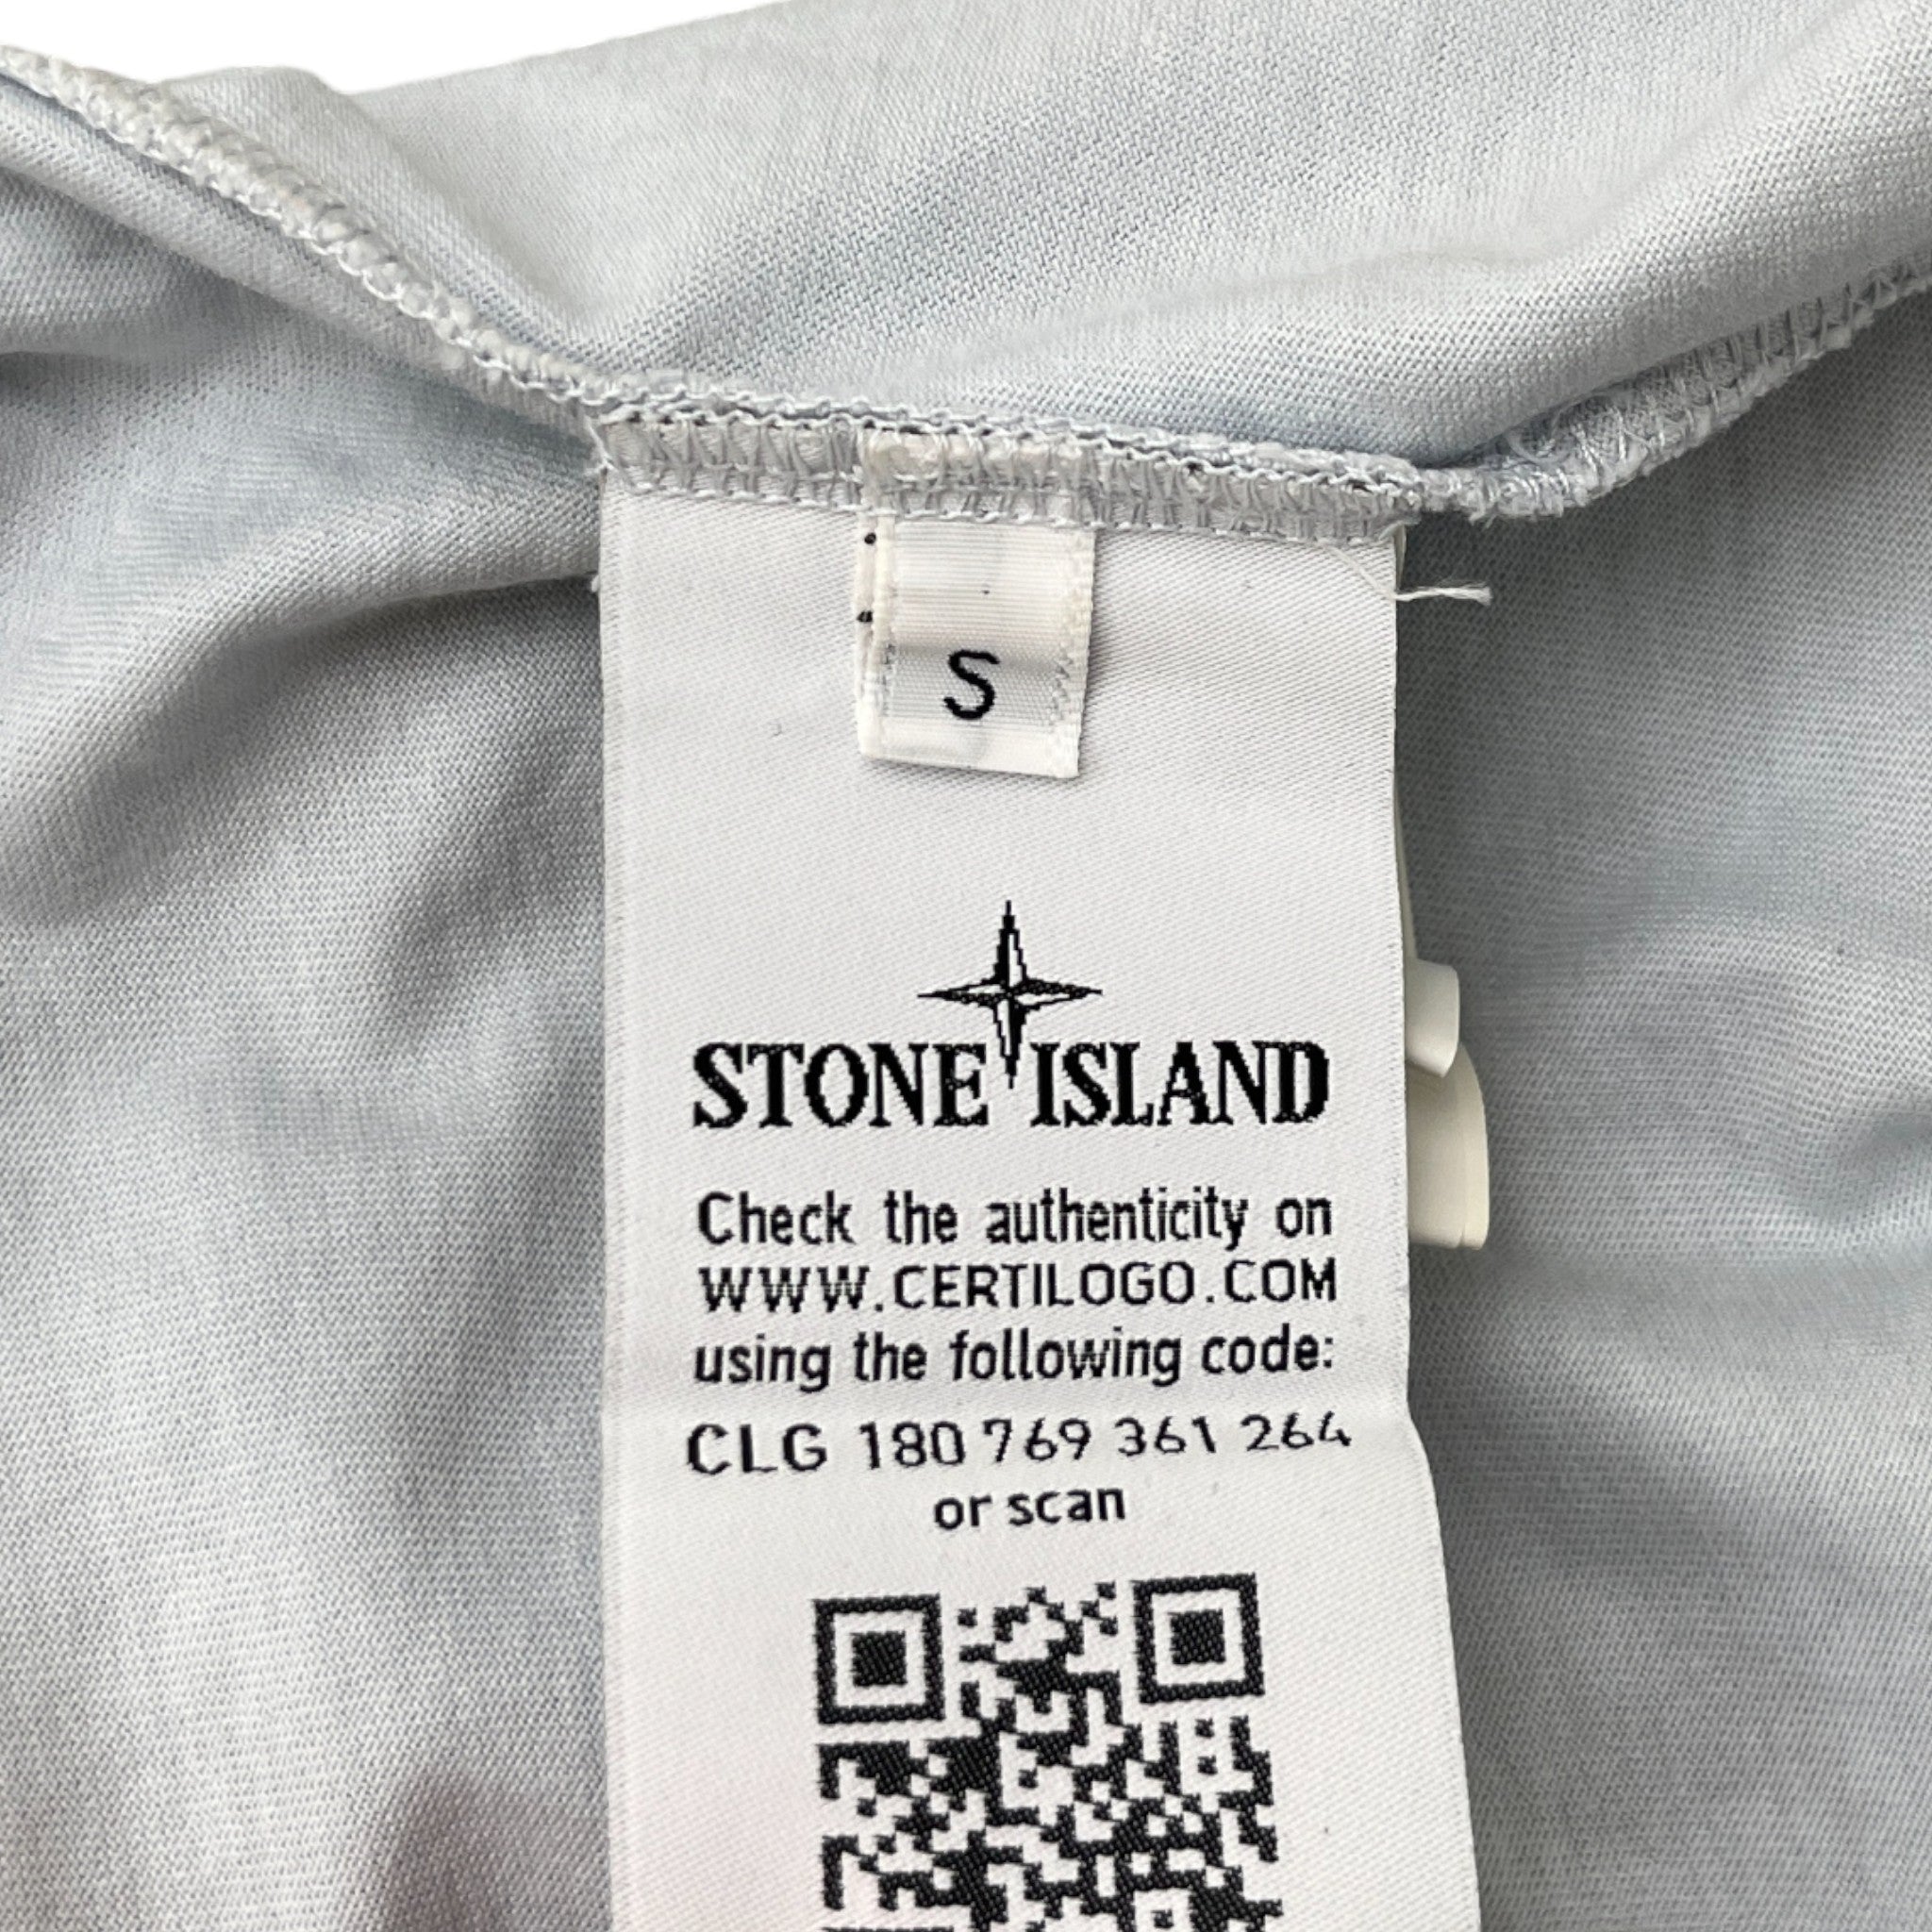 S
STONE ISLAND
Check the authenticity on
WWW.CERTILOGO.COM
using the following code:
CLG 180 769 361 264
or scan